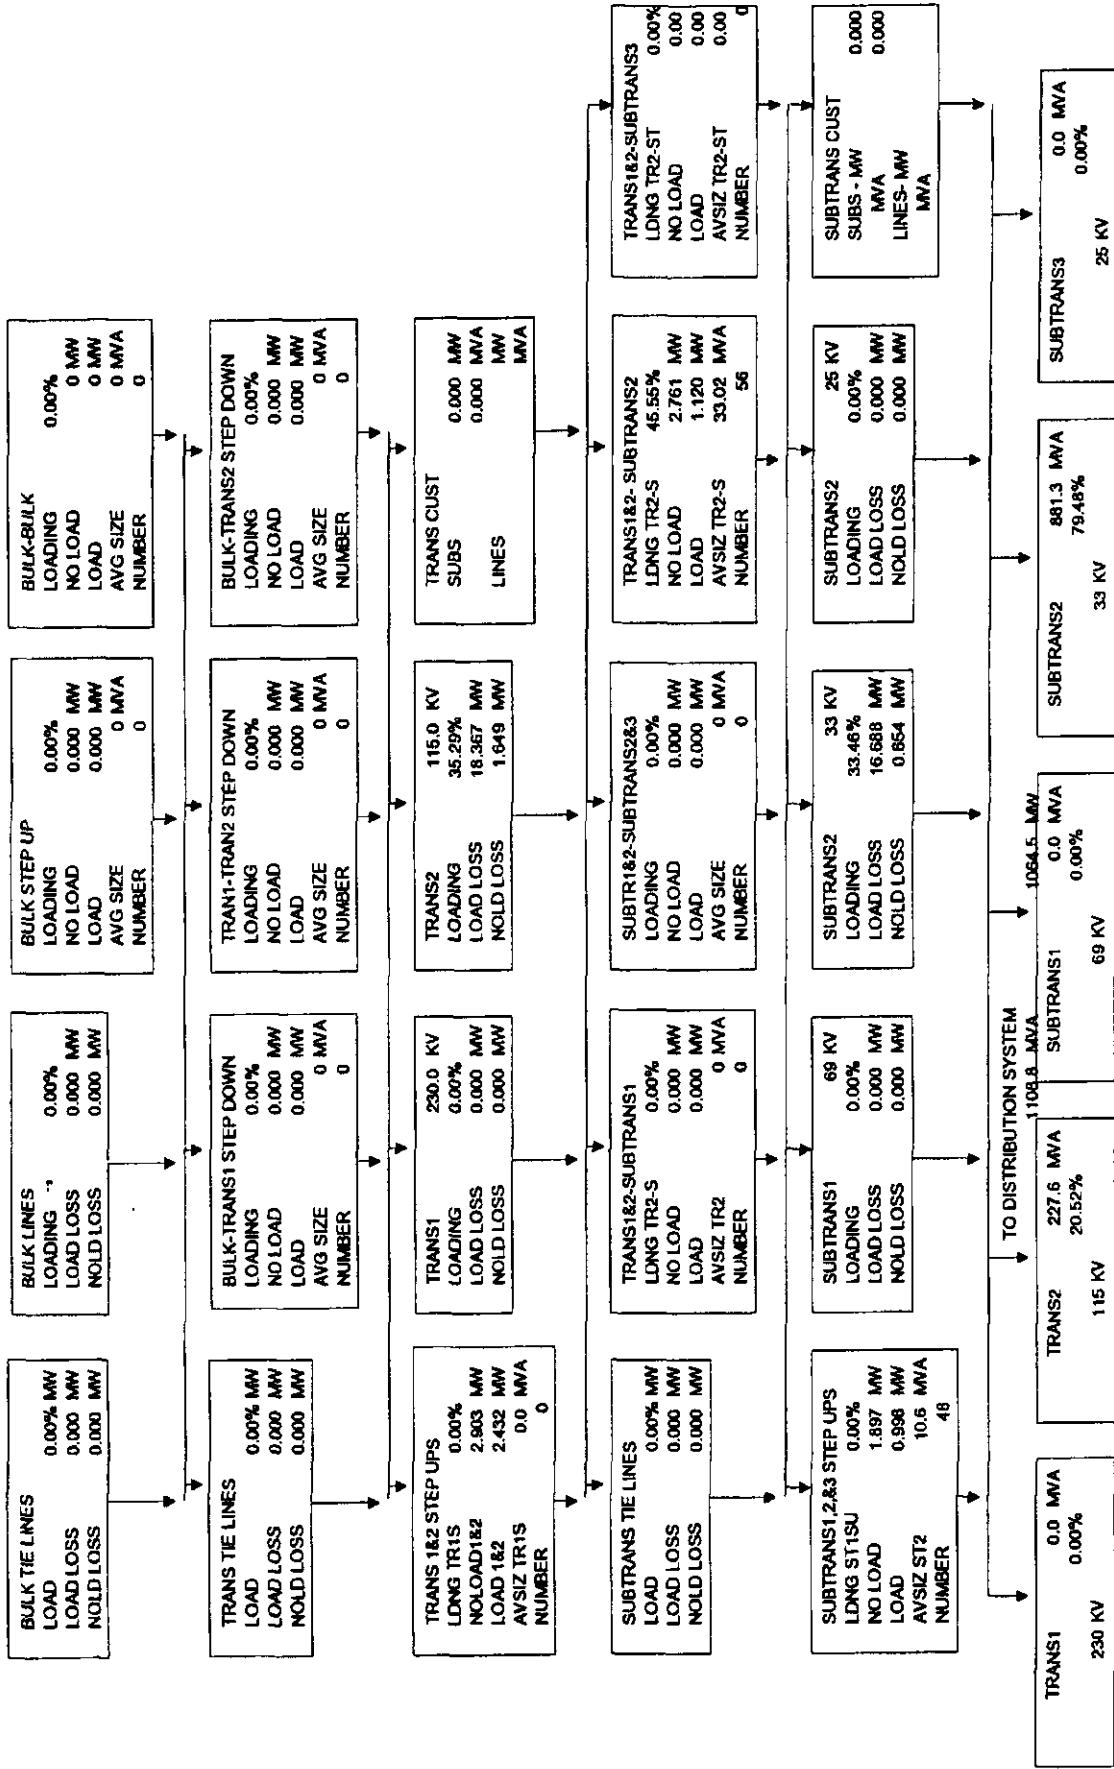 BULK TIE LINES
LOAD 0.00% MW
LOAD LOSS 0.000 MW
NOLD LOSS 0.000 MW
BULK LINES
LOADING 0.00%
LOAD LOSS 0.000 MW
NOLD LOSS 0.000 MW
BULK STEP UP
LOADING 0.00%
NO LOAD 0.000 MW
LOAD 0.000 MW
AVG SIZE 0 MVA
NUMBER 0
BULK-BULK
LOADING 0.00%
NO LOAD 0 MW
LOAD 0 MW
AVG SIZE 0 MVA
NUMBER 0
TRANS TIE LINES
LOAD 0.00% MW
LOAD LOSS 0.000 MW
NOLD LOSS 0.000 MW
BULK-TRANS1 STEP DOWN
LOADING 0.00%
NO LOAD 0.000 MW
LOAD 0.000 MW
AVG SIZE 0 MVA
NUMBER 0
TRAN1-TRAN2 STEP DOWN
LOADING 0.00%
NO LOAD 0.000 MW
LOAD 0.000 MW
AVG SIZE 0 MVA
NUMBER 0
BULK-TRANS2 STEP DOWN
LOADING 0.00%
NO LOAD 0.000 MW
LOAD 0.000 MW
AVG SIZE 0 MVA
NUMBER 0
TRANS 1&2 STEP UPS
LDNG TR1S 0.00%
NOLOAD1&2 2.903 MW
LOAD 1&2 2.432 MW
AVSIZ TR1S 0.0 MVA
NUMBER 0
TRANS1 230.0 KV
LOADING 0.00%
LOAD LOSS 0.000 MW
NOLD LOSS 0.000 MW
TRANS2 115.0 KV
LOADING 35.29%
LOAD LOSS 18.367 MW
NOLD LOSS 1.649 MW
TRANS CUST
SUBS 0.000 MW
0.000 MVA
LINES MW
MVA
SUBTRANS TIE LINES
LOAD 0.00% MW
LOAD LOSS 0.000 MW
NOLD LOSS 0.000 MW
TRANS1&2-SUBTRANS1
LDNG TR2-S 0.00%
NO LOAD 0.000 MW
LOAD 0.000 MW
AVSIZ TR2 0 MVA
NUMBER 0
SUBTR1&2-SUBTRANS2&3
LOADING 0.00%
NO LOAD 0.000 MW
LOAD 0.000 MW
AVG SIZE 0 MVA
NUMBER 0
TRANS1&2- SUBTRANS2
LDNG TR2-S 45.55%
NO LOAD 2.761 MW
LOAD 1.120 MW
AVSIZ TR2-S 33.02 MVA
NUMBER 56
TRANS1&2-SUBTRANS3
LDNG TR2-ST 0.00%
NO LOAD 0.00
LOAD 0.00
AVSIZ TR2-ST 0.00
NUMBER 0
SUBTRANS1,2,&3 STEP UPS
LDNG ST1SU 0.00%
NO LOAD 1.897 MW
LOAD 0.998 MW
AVSIZ ST2 10.6 MVA
NUMBER 48
SUBTRANS1 69 KV
LOADING 0.00%
LOAD LOSS 0.000 MW
NOLD LOSS 0.000 MW
SUBTRANS2 33 KV
LOADING 33.46%
LOAD LOSS 16.688 MW
NOLD LOSS 0.654 MW
SUBTRANS2 25 KV
LOADING 0.00%
LOAD LOSS 0.000 MW
NOLD LOSS 0.000 MW
SUBTRANS CUST
SUBS - MW 0.000
MVA 0.000
LINES- MW
MVA
TO DISTRIBUTION SYSTEM
1108.8 MVA 1064.5 MW
TRANS1 0.0 MVA
0.00%
230 KV
TRANS2 227.6 MVA
20.52%
115 KV
SUBTRANS1 0.0 MVA
0.00%
69 KV
SUBTRANS2 881.3 MVA
79.48%
33 KV
SUBTRANS3 0.0 MVA
0.00%
25 KV